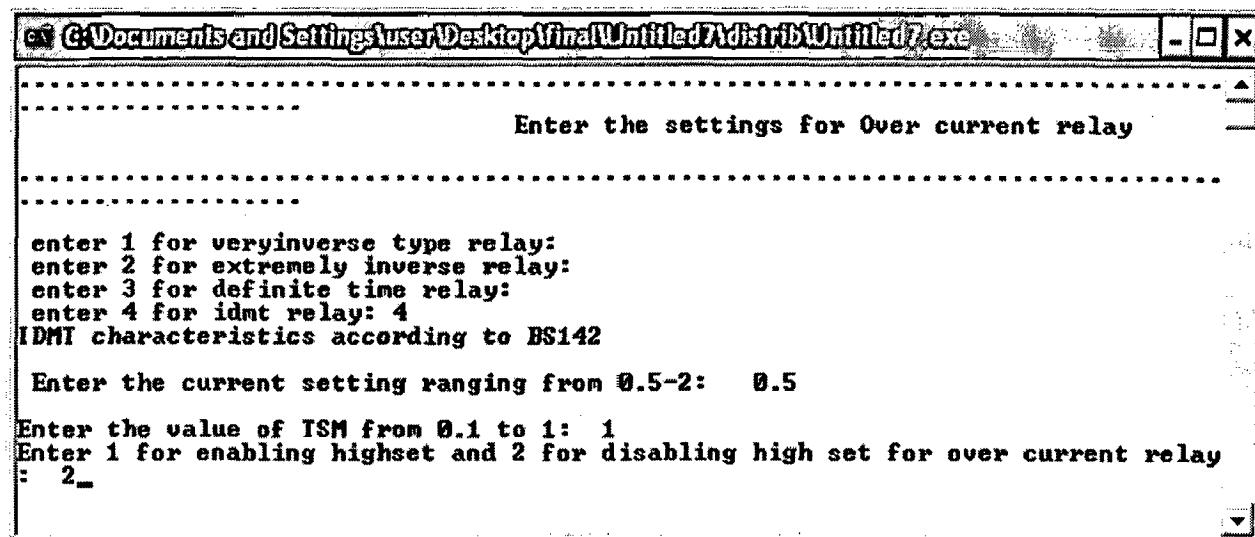 C:\Documents and Settings\user\Desktop\final\Untitled7\distrib\Untitled7.exe
Enter the settings for Over current relay
enter 1 for veryinverse type relay:
enter 2 for extremely inverse relay:
enter 3 for definite time relay:
enter 4 for idmt relay: 4
IDMT characteristics according to BS142
Enter the current setting ranging from 0.5-2: 0.5
Enter the value of TSM from 0.1 to 1: 1
Enter 1 for enabling highset and 2 for disabling high set for over current relay
: 2_